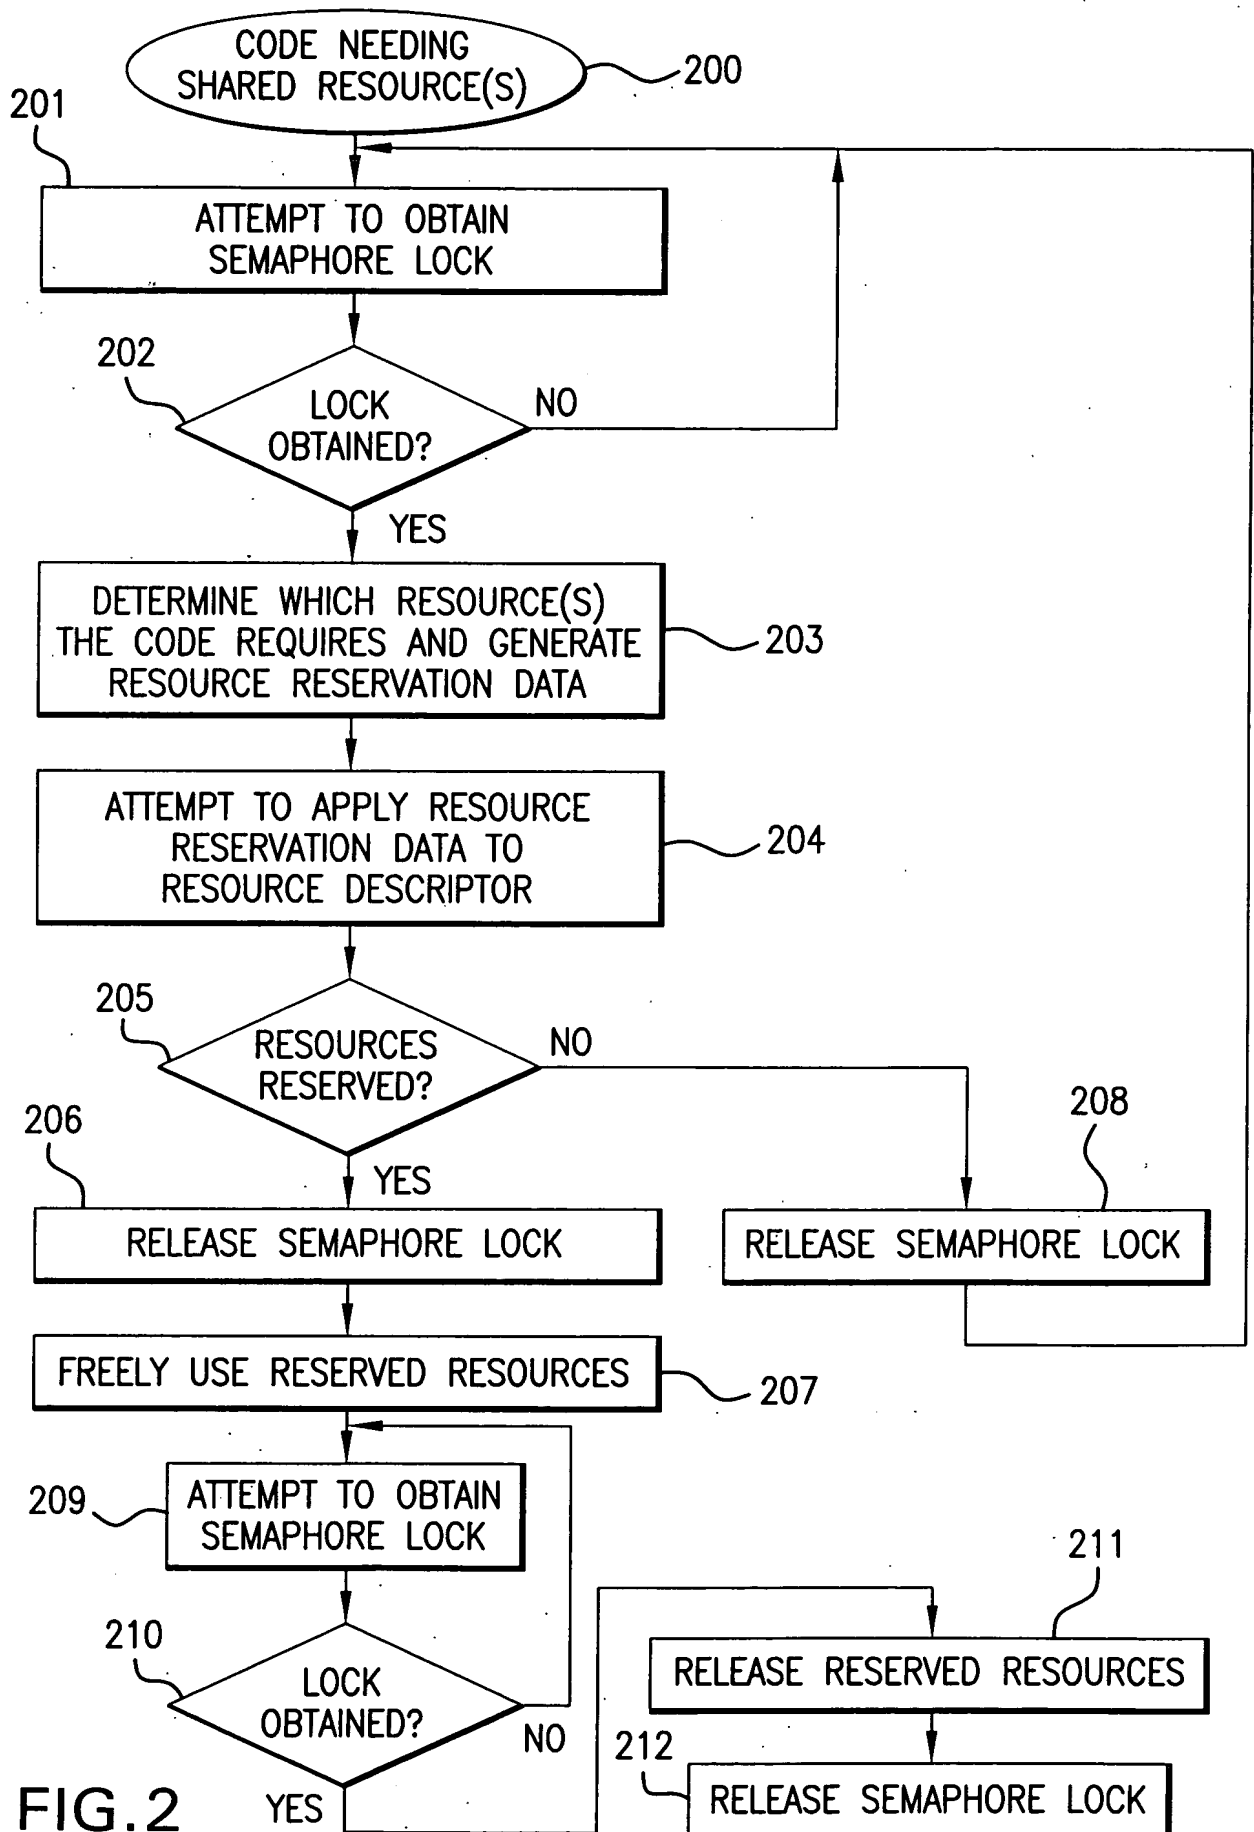 CODE NEEDING
SHARED RESOURCE(S)
200
201
ATTEMPT TO OBTAIN
SEMAPHORE LOCK
202
LOCK
OBTAINED?
NO
YES
DETERMINE WHICH RESOURCE(S)
THE CODE REQUIRES AND GENERATE
RESOURCE RESERVATION DATA
203
ATTEMPT TO APPLY RESOURCE
RESERVATION DATA TO
RESOURCE DESCRIPTOR
204
205
RESOURCES
RESERVED?
NO
YES
206
RELEASE SEMAPHORE LOCK
208
RELEASE SEMAPHORE LOCK
FREELY USE RESERVED RESOURCES
207
209
ATTEMPT TO OBTAIN
SEMAPHORE LOCK
210
LOCK
OBTAINED?
NO
YES
211
RELEASE RESERVED RESOURCES
212
RELEASE SEMAPHORE LOCK
FIG.2